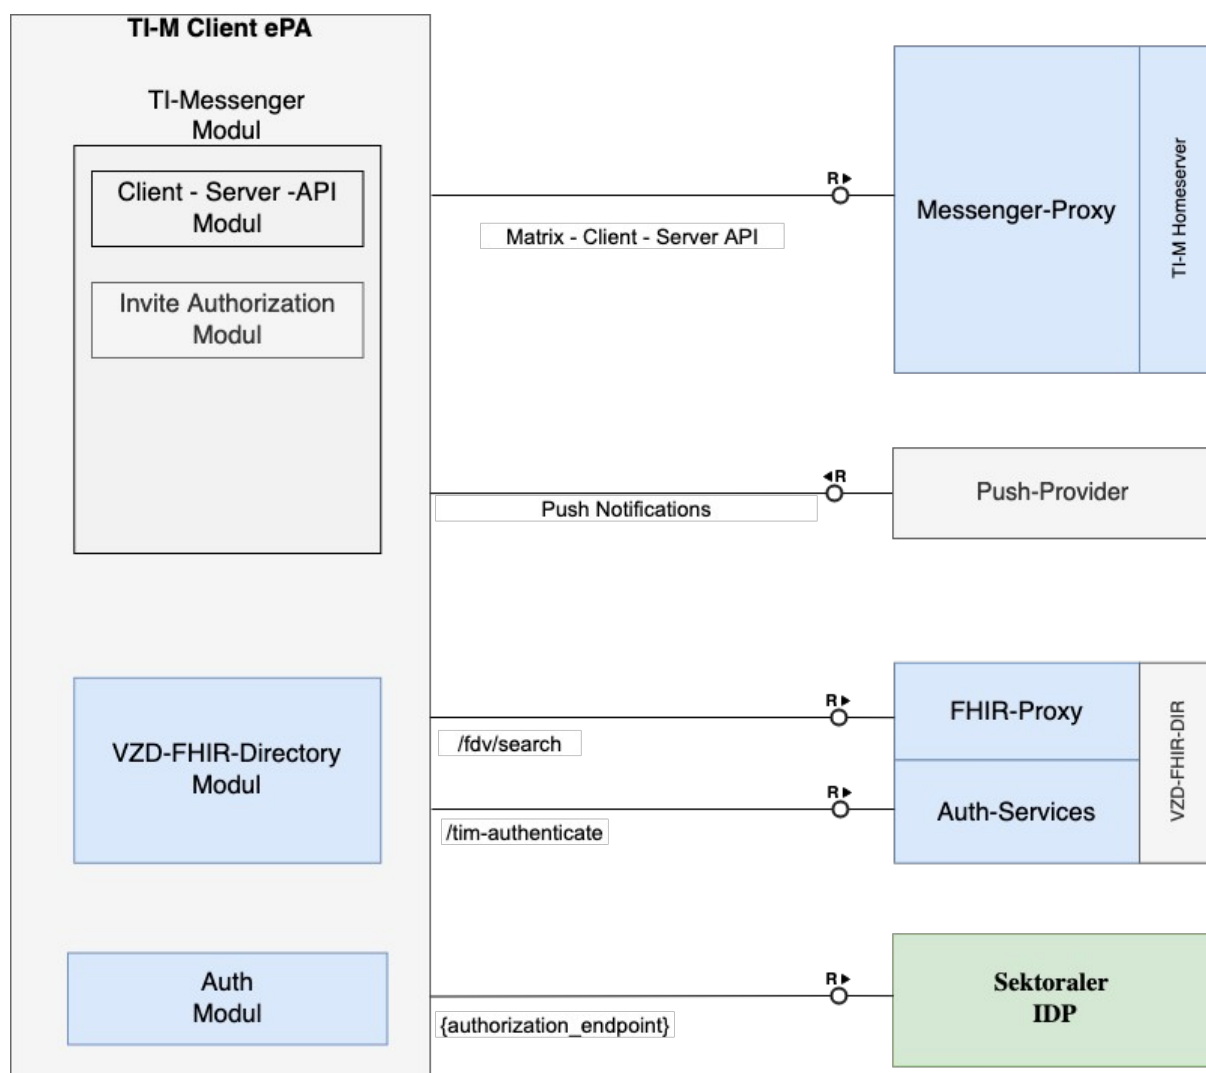 TI-M Client ePA
TI-Messenger
Modul
Client - Server -API
Modul
Invite Authorization
Modul
VZD-FHIR-Directory
Modul
Auth
Modul
R
Matrix - Client - Server API
Messenger-Proxy
TI-M Homeserver
R
Push Notifications
Push-Provider
R
/fdv/search
FHIR-Proxy
R
/tim-authenticate
Auth-Services
VZD-FHIR-DIR
R
{authorization_endpoint}
Sektoraler
IDP